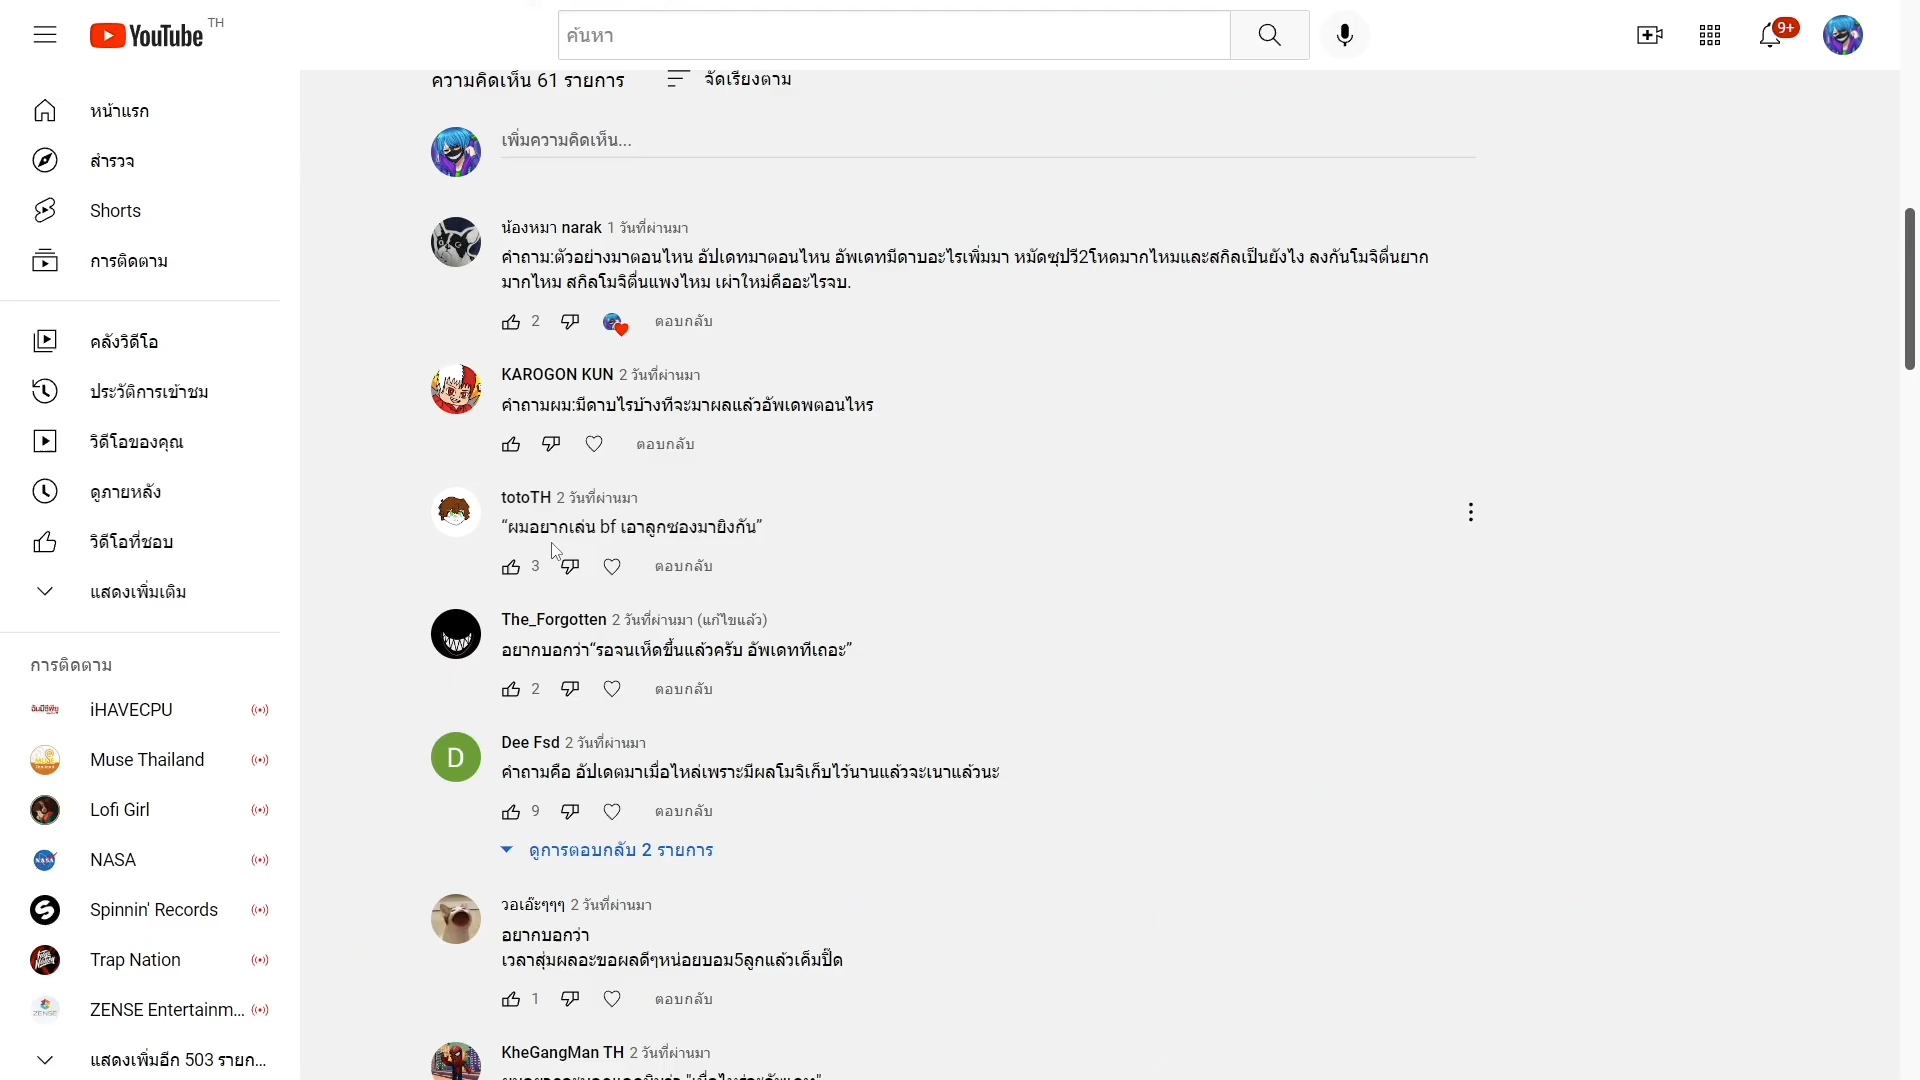 YouTube TH
ค้นหา
9+
หน้าแรก
สำรวจ
Shorts
การติดตาม
คลังวิดีโอ
ประวัติการเข้าชม
วิดีโอของคุณ
ดูภายหลัง
วิดีโอที่ชอบ
แสดงเพิ่มเติม
การติดตาม
iHAVECPU
Muse Thailand
Lofi Girl
NASA
Spinnin' Records
Trap Nation
ZENSE Entertainm...
แสดงเพิ่มอีก 503 รายก...
ความคิดเห็น 61 รายการ จัดเรียงตาม
เพิ่มความคิดเห็น...
น้องหมา narak 1 วันที่ผ่านมา
คำถาม:ตัวอย่างมาตอนไหน อัปเดทมาตอนไหน อัพเดทมีดาบอะไรเพิ่มมา หมัดซุปวี2โหดมากไหมและสกิลเป็นยังไง ลงกันโมจิตื่นยาก
มากไหม สกิลโมจิตื่นแพงไหม เผ่าใหม่คืออะไรจบ.
2 ตอบกลับ
KAROGON KUN 2 วันที่ผ่านมา
คำถามผม:มีดาบไรบ้างทีจะมาผลแล้วอัพเดพตอนไหร
ตอบกลับ
totoTH 2 วันที่ผ่านมา
“ผมอยากเล่น bf เอาลูกซองมายิงกัน”
3 ตอบกลับ
The_Forgotten 2 วันที่ผ่านมา (แก้ไขแล้ว)
อยากบอกว่า“รอจนเห็ดขึ้นแล้วครับ อัพเดททีเถอะ”
2 ตอบกลับ
D
Dee Fsd 2 วันที่ผ่านมา
คำถามคือ อัปเดตมาเมื่อไหล่เพราะมีผลโมจิเก็บไว้นานแล้วจะเนาแล้วนะ
9 ตอบกลับ
ดูการตอบกลับ 2 รายการ
วอเอ๊ะๆๆๆ 2 วันที่ผ่านมา
อยากบอกว่า
เวลาสุ่มผลอะขอผลดีๆหน่อยบอม5ลูกแล้วเค็มปิ๊ด
1 ตอบกลับ
KheGangMan TH 2 วันที่ผ่านมา